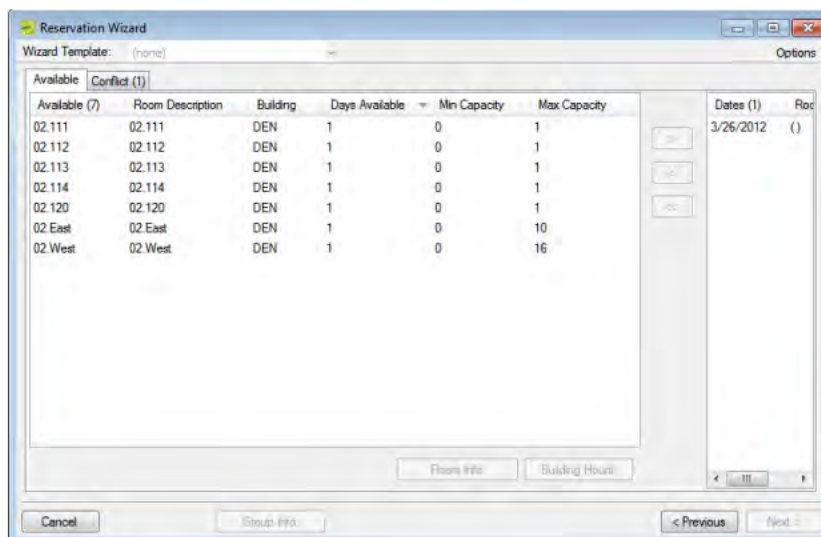 Reservation Wizard
Wizard Template: (none) Options
Available Conflict (1)
Available (7) Room Description Building Days Available Min Capacity Max Capacity Dates (1) Roo
02.111 02.111 DEN 1 0 1 3/26/2012 ()
02.112 02.112 DEN 1 0 1
02.113 02.113 DEN 1 0 1
02.114 02.114 DEN 1 0 1
02.120 02.120 DEN 1 0 1
02.East 02.East DEN 1 0 10
02.West 02.West DEN 1 0 16
Room Info Building Hours
Cancel Group Info < Previous Next >